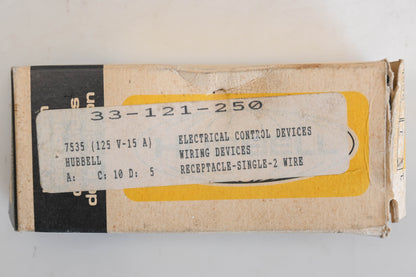 33-121-250
7535 (125 V-15 A) ELECTRICAL CONTROL DEVICES
HUBBELL WIRING DEVICES
A: C: 10 D: 5 RECEPTACLE-SINGLE-2 WIRE